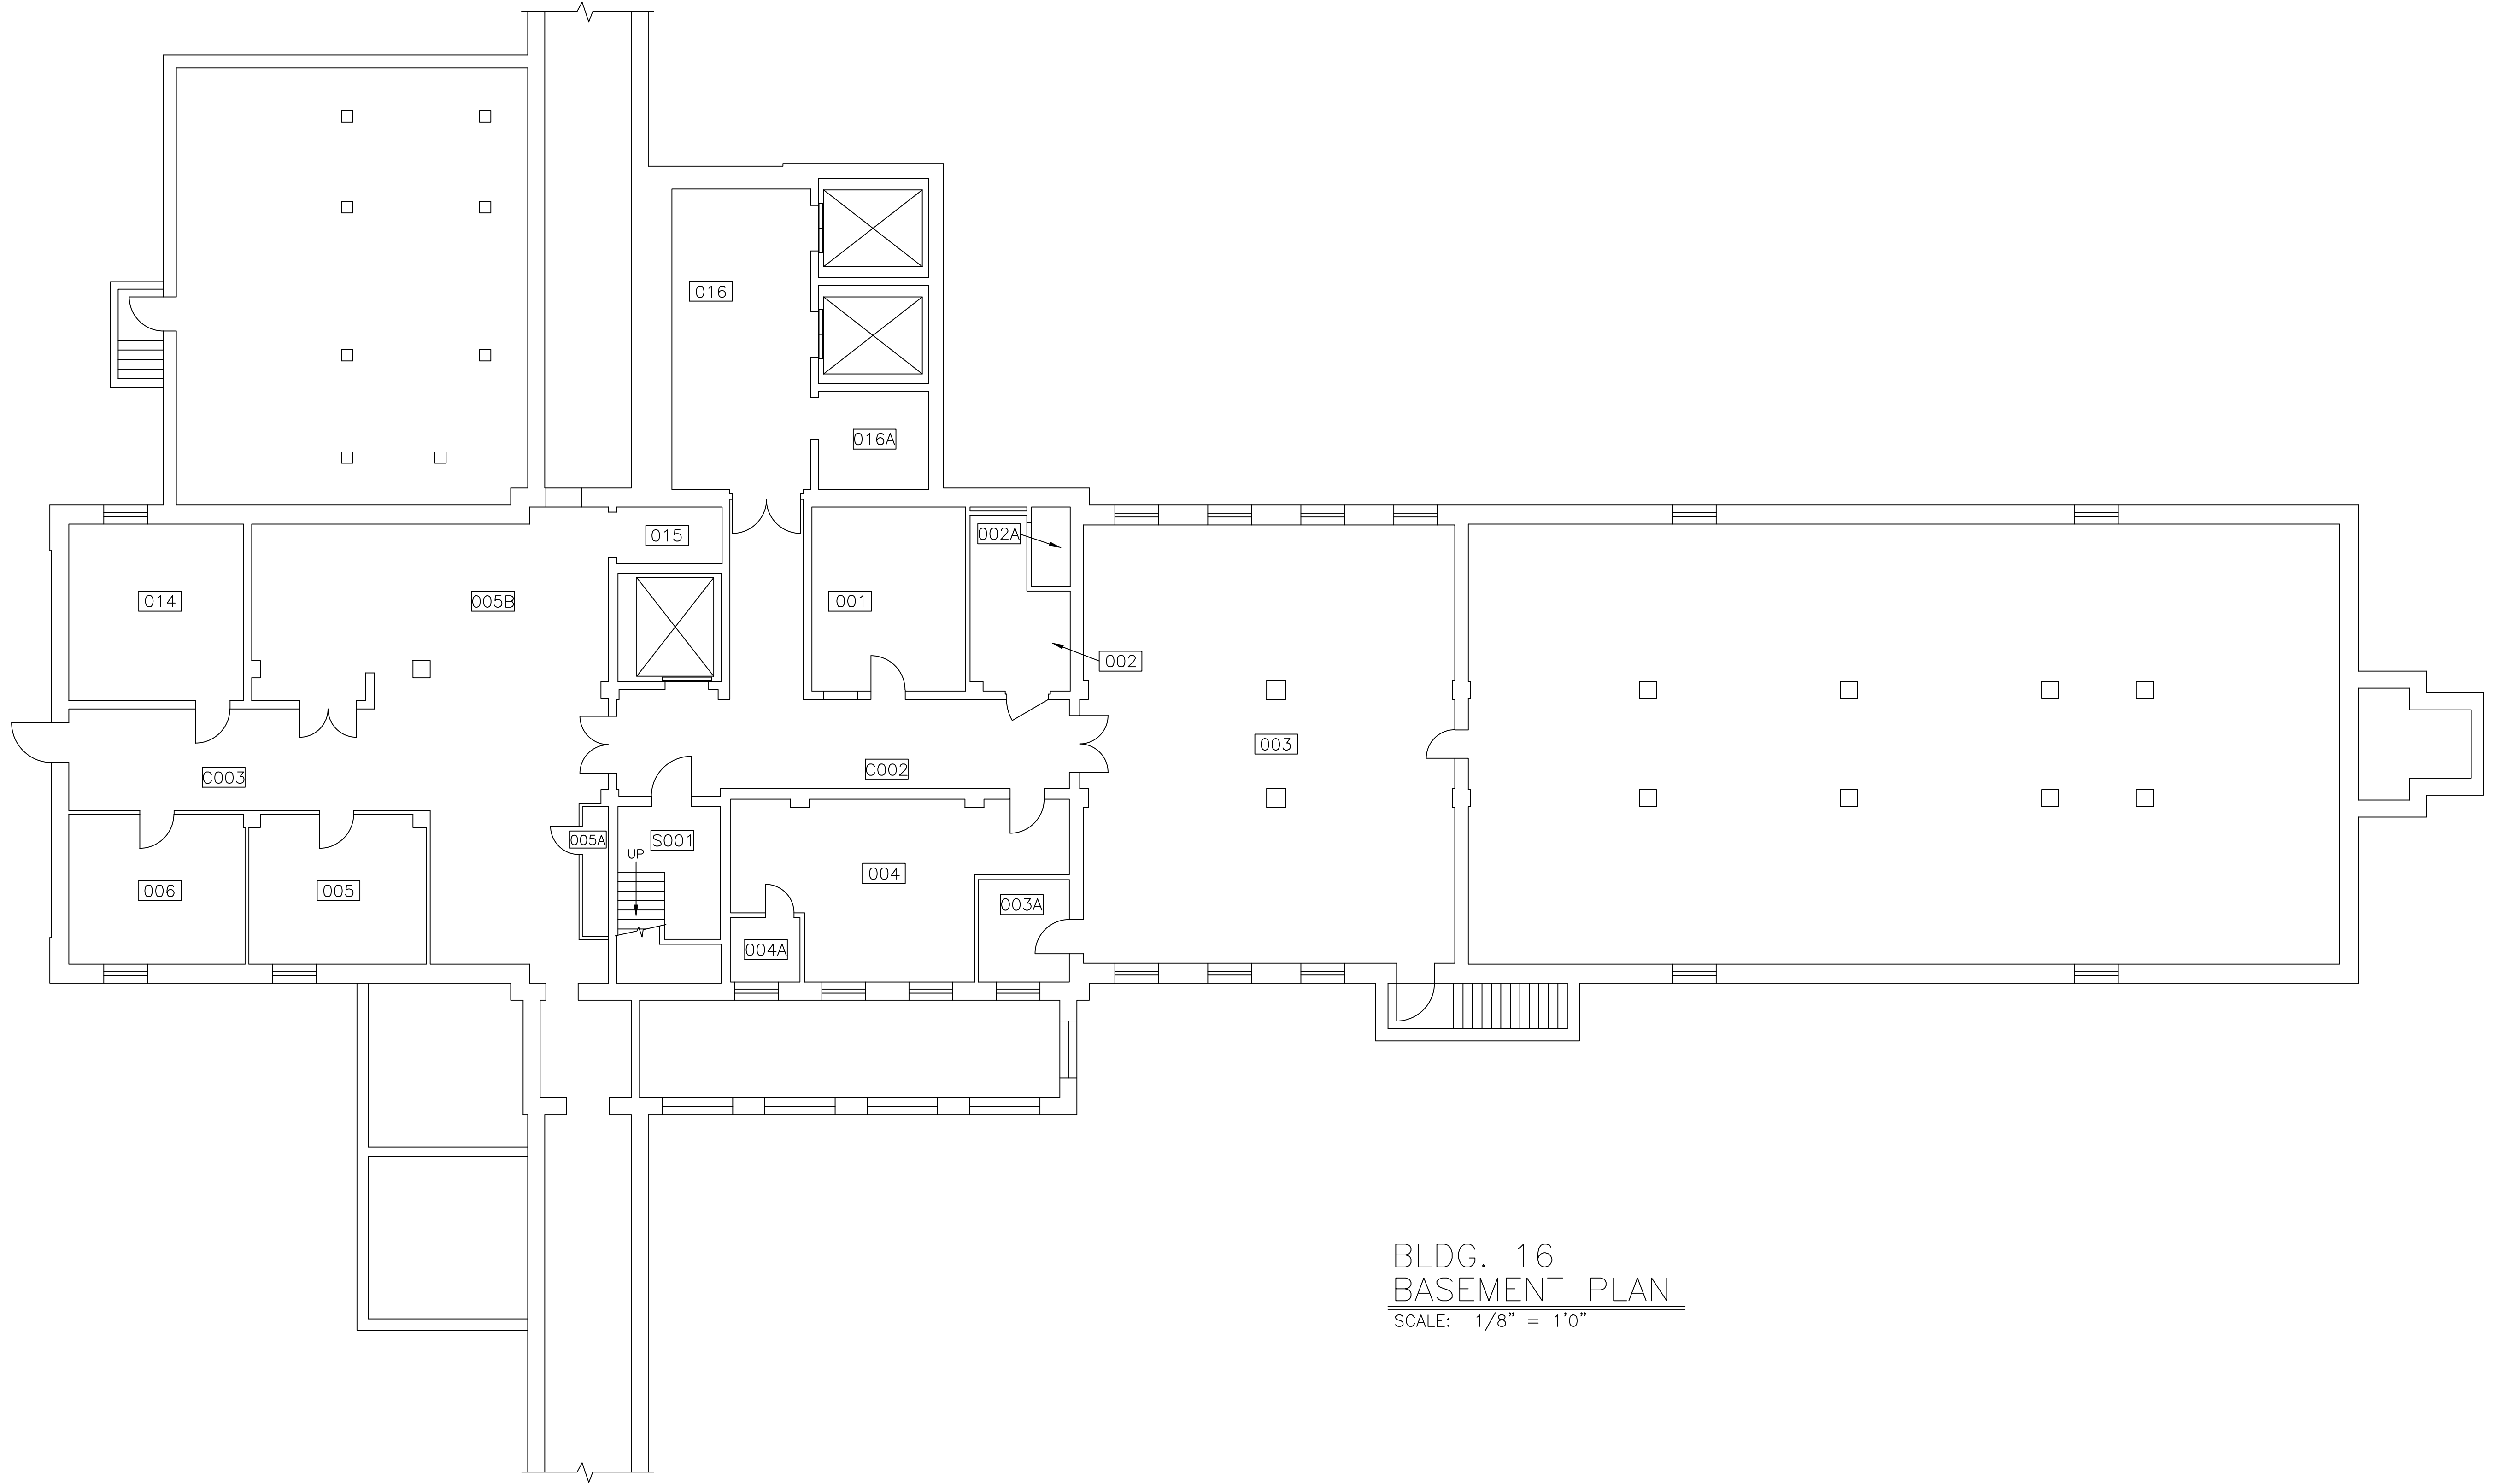 016
016A
015
002A
014
005B
001
002
003
C003
C002
005A
S001
UP
004
006
005
003A
004A
BLDG. 16
BASEMENT PLAN
SCALE: 1/8" = 1'0"